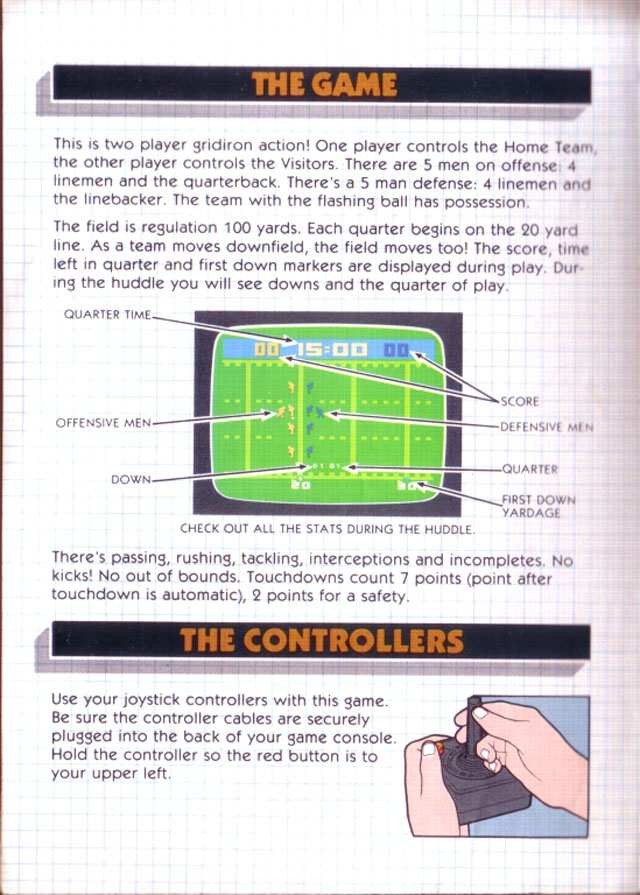 THE GAME
This is two player gridiron action! One player controls the Home Team,
the other player controls the Visitors. There are 5 men on offense: 4
linemen and the quarterback. There's a 5 man defense: 4 linemen and
the linebacker. The team with the flashing ball has possession.
The field is regulation 100 yards. Each quarter begins on the 20 yard
line. As a team moves downfield, the field moves too! The score, time
left in quarter and first down markers are displayed during play. Dur-
ing the huddle you will see downs and the quarter of play.
QUARTER TIME
00 15:00 00
SCORE
OFFENSIVE MEN
DEFENSIVE MEN
DOWN
01 01
QUARTER
20
FIRST DOWN
YARDAGE
CHECK OUT ALL THE STATS DURING THE HUDDLE.
There's passing, rushing, tackling, interceptions and incompletes. No
kicks! No out of bounds. Touchdowns count 7 points (point after
touchdown is automatic), 2 points for a safety.
THE CONTROLLERS
Use your joystick controllers with this game.
Be sure the controller cables are securely
plugged into the back of your game console.
Hold the controller so the red button is to
your upper left.